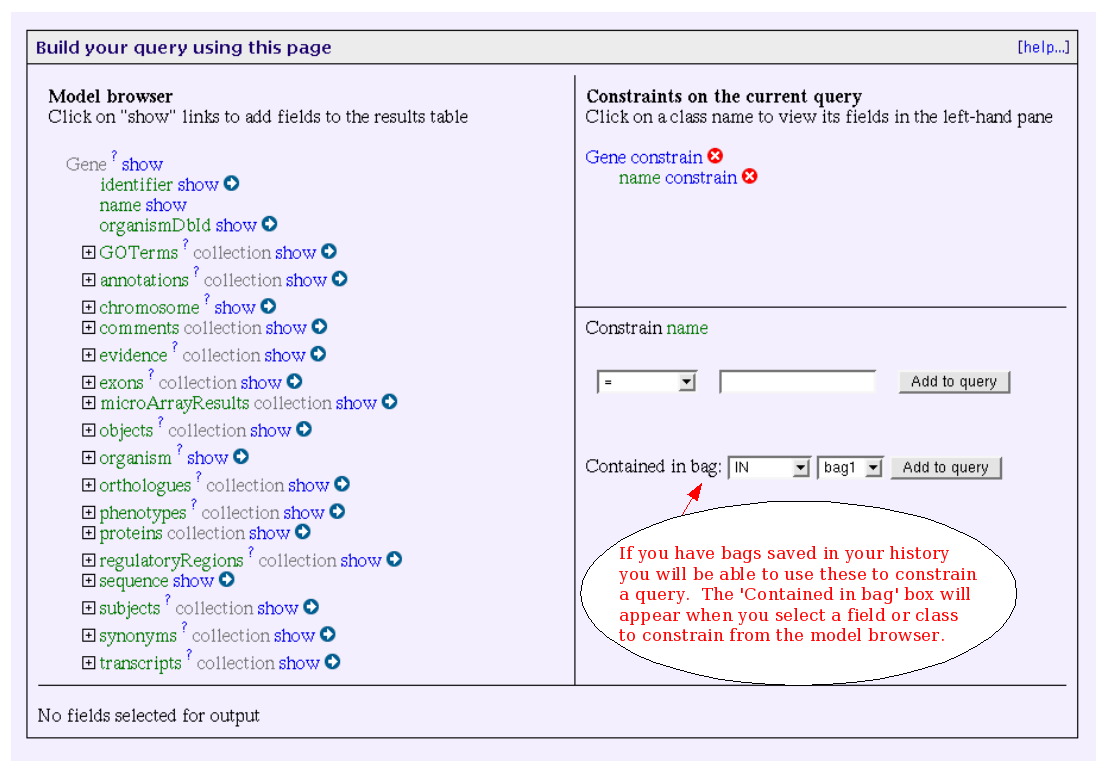 Build your query using this page [help...]
Model browser
Click on "show" links to add fields to the results table
Gene ? show
identifier show
name show
organismDbId show
GOTerms ? collection show
annotations ? collection show
chromosome ? show
comments collection show
evidence ? collection show
exons ? collection show
microArrayResults collection show
objects ? collection show
organism ? show
orthologues ? collection show
phenotypes ? collection show
proteins collection show
regulatoryRegions ? collection show
sequence show
subjects ? collection show
synonyms ? collection show
transcripts ? collection show
Constraints on the current query
Click on a class name to view its fields in the left-hand pane
Gene constrain
name constrain
Constrain name
= Add to query
Contained in bag: IN bag1 Add to query
If you have bags saved in your history
you will be able to use these to constrain
a query. The 'Contained in bag' box will
appear when you select a field or class
to constrain from the model browser.
No fields selected for output